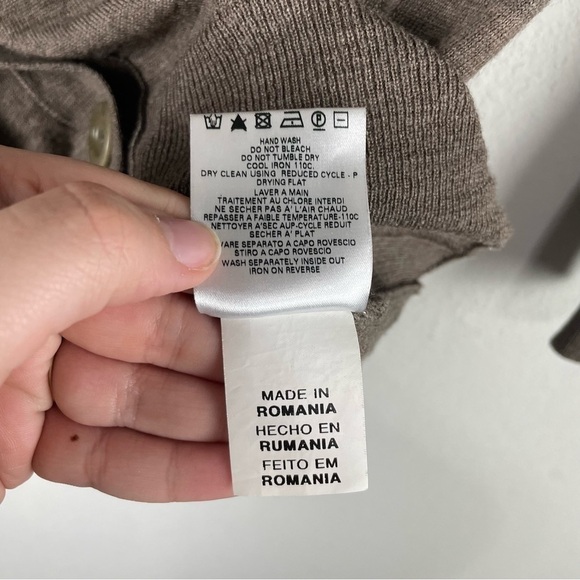 P
HAND WASH
DO NOT BLEACH
DO NOT TUMBLE DRY
COOL IRON 110C.
DRY CLEAN USING REDUCED CYCLE - P
DRYING FLAT
LAVER A MAIN
TRAITEMENT AU CHLORE INTERDI
NE SECHER PAS A' L'AIR CHAUD
REPASSER A FAIBLE TEMPERATURE-110C
NETTOYER A'SEC AUP-CYCLE REDUIT
SECHER A' PLAT
SEPARATO A CAPO ROVESCIO
STIRO A CAPO ROVESCIO
WASH SEPARATELY INSIDE OUT
IRON ON REVERSE
MADE IN
ROMANIA
HECHO EN
RUMANIA
FEITO EM
ROMANIA